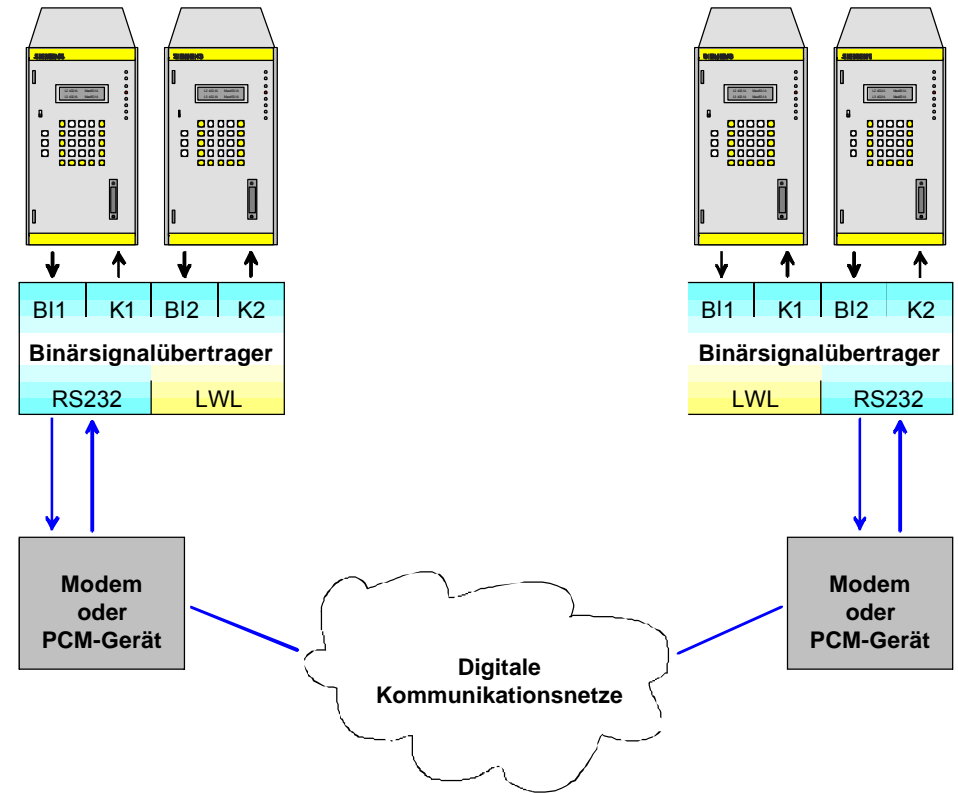 BI1 K1 BI2 K2
Binärsignalübertrager
RS232 LWL
BI1 K1 BI2 K2
Binärsignalübertrager
LWL RS232
Modem
oder
PCM-Gerät
Digitale
Kommunikationsnetze
Modem
oder
PCM-Gerät